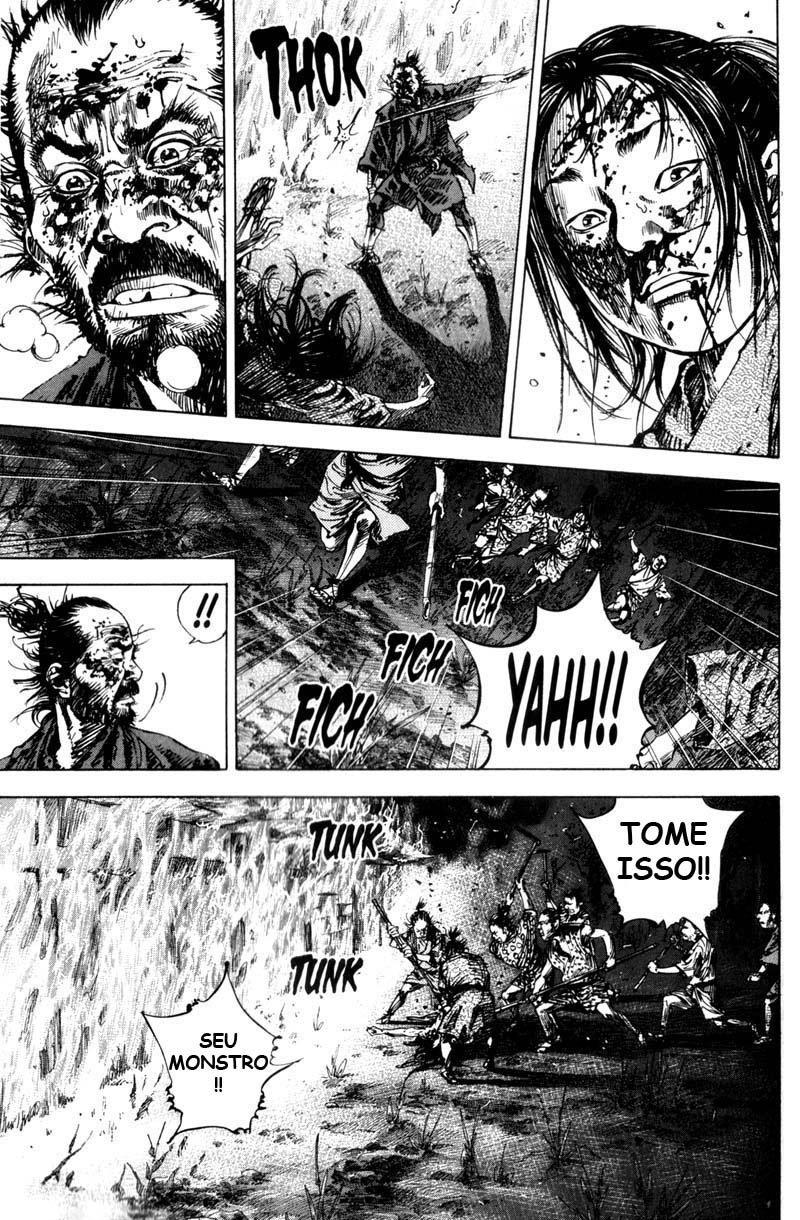 THOK
FICH
FICH
FICH
YAHH!!
!!
TOME
ISSO!!
TUNK
TUNK
SEU
MONSTRO
!!